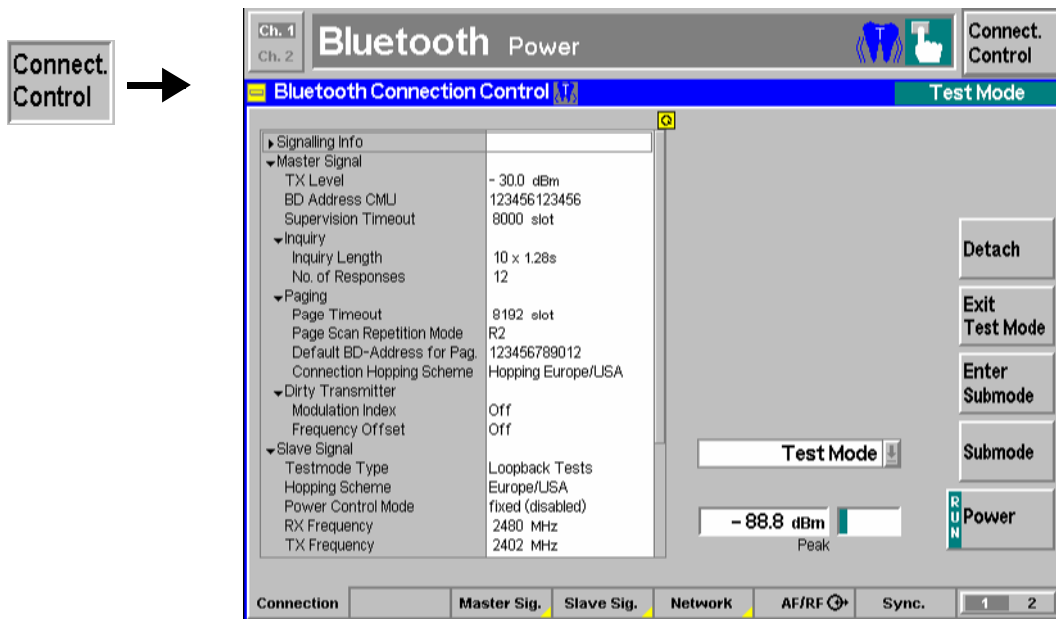 Connect.
Control
Ch. 1
Ch. 2
Bluetooth Power
T
Connect.
Control
Bluetooth Connection Control T
Test Mode
Signalling Info
Master Signal
TX Level - 30.0 dBm
BD Address CMU 123456123456
Supervision Timeout 8000 slot
Inquiry
Inquiry Length 10 x 1.28s
No. of Responses 12
Paging
Page Timeout 8192 slot
Page Scan Repetition Mode R2
Default BD-Address for Pag. 123456789012
Connection Hopping Scheme Hopping Europe/USA
Dirty Transmitter
Modulation Index Off
Frequency Offset Off
Slave Signal
Testmode Type Loopback Tests
Hopping Scheme Europe/USA
Power Control Mode fixed (disabled)
RX Frequency 2480 MHz
TX Frequency 2402 MHz
Test Mode
- 88.8 dBm
Peak
Detach
Exit
Test Mode
Enter
Submode
Submode
RUN
Power
Connection Master Sig. Slave Sig. Network AF/RF Sync. 1 2